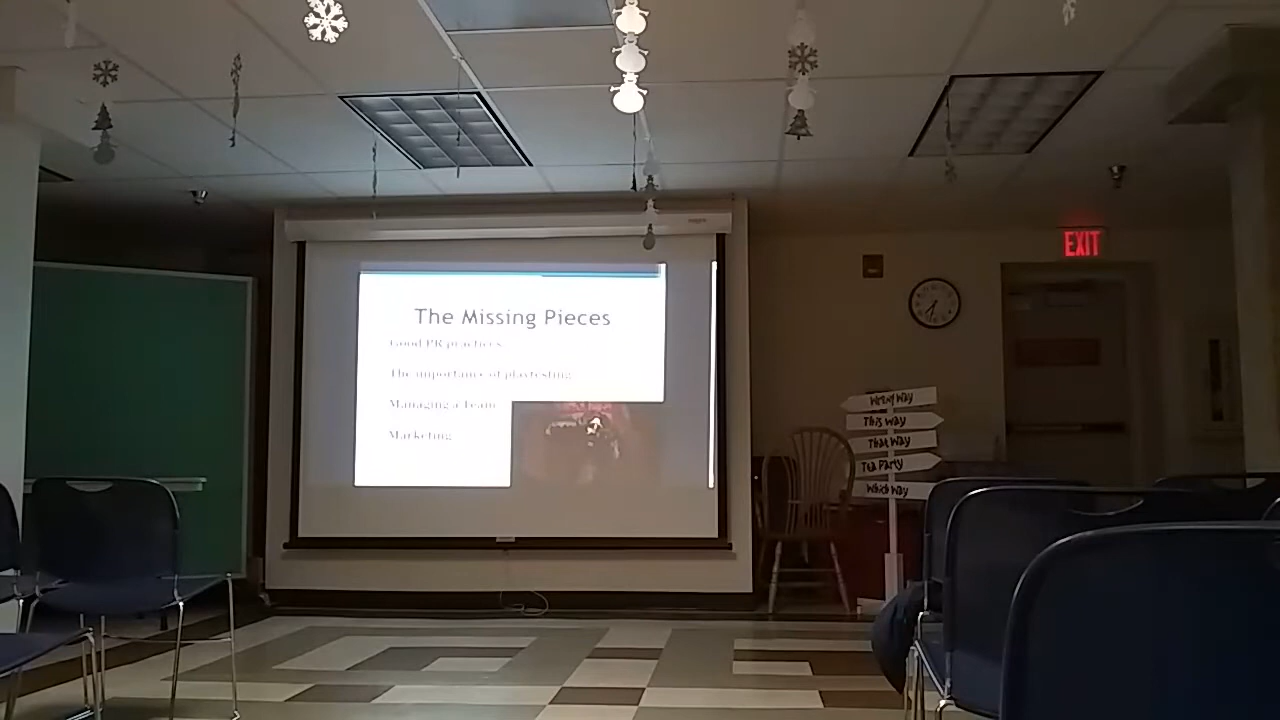 The Missing Pieces
Good PR practices
The importance of playtesting
Managing a Team
Marketing
EXIT
Wrong Way
This way
That Way
Tea Party
Which Way